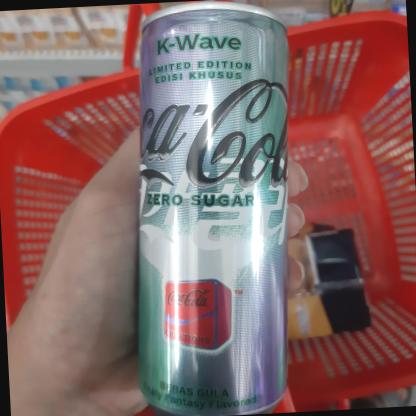 K-Wave
LIMITED EDITION
EDISI KHUSUS
Coca-Cola
ZERO SUGAR
Coca-Cola
BEBAS GULA
Fantasy Flavored